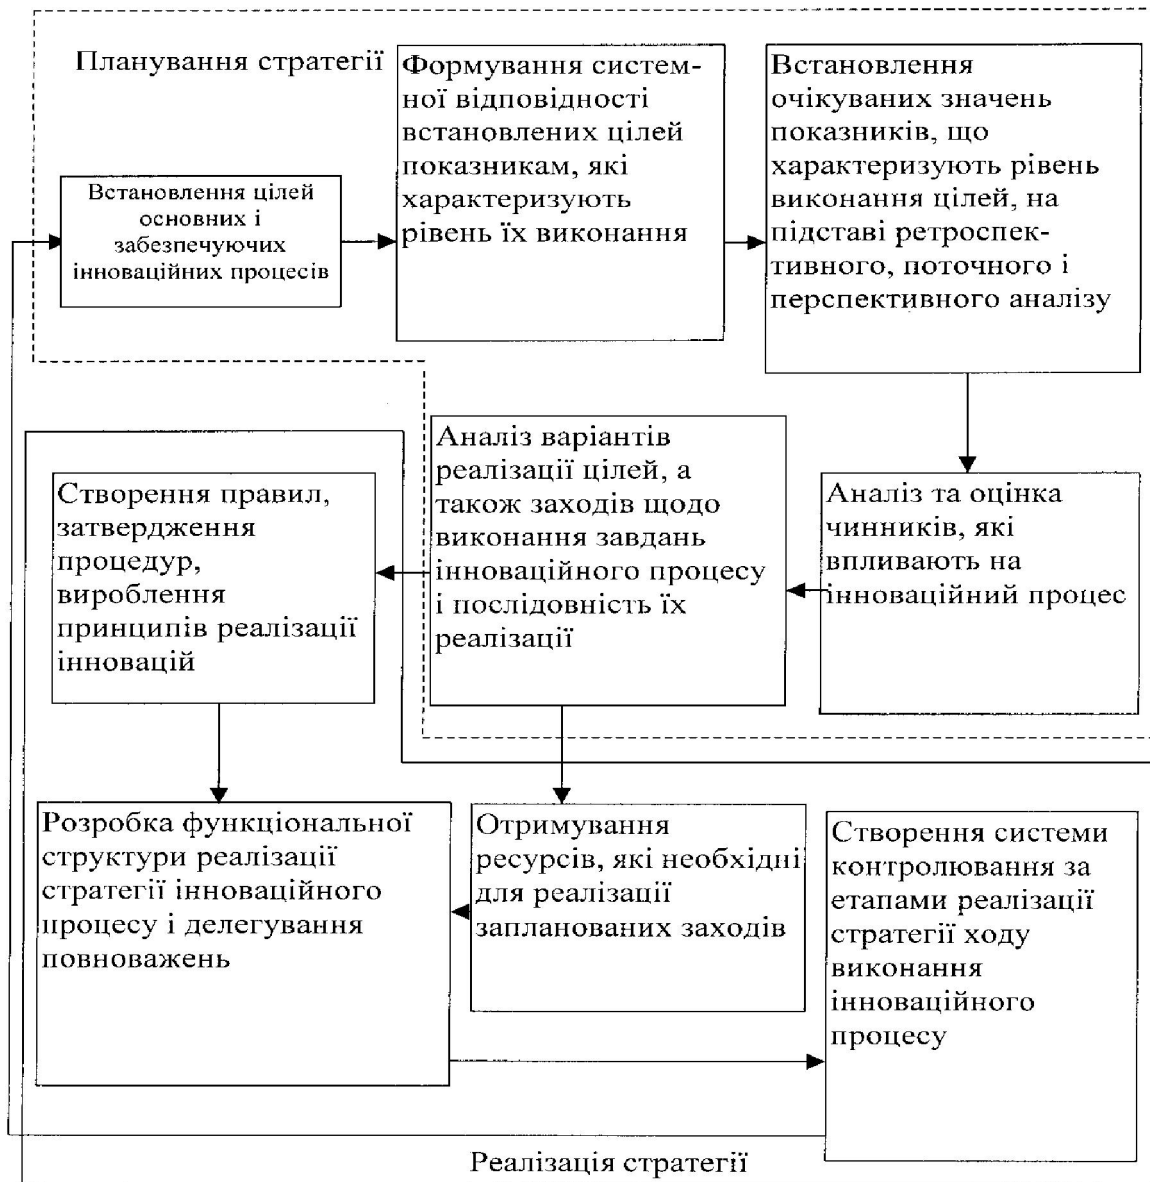 Планування стратегії
Встановлення цілей
основних і
забезпечуючих
інноваційних процесів
Формування систем-
ної відповідності
встановлених цілей
показникам, які
характеризують
рівень їх виконання
Встановлення
очікуваних значень
показників, що
характеризують рівень
виконання цілей, на
підставі ретроспек-
тивного, поточного і
перспективного аналізу
Аналіз та оцінка
чинників, які
впливають на
інноваційний процес
Аналіз варіантів
реалізації цілей, а
також заходів щодо
виконання завдань
інноваційного процесу
і послідовність їх
реалізації
Створення правил,
затвердження
процедур,
вироблення
принципів реалізації
інновацій
Розробка функціональної
структури реалізації
стратегії інноваційного
процесу і делегування
повноважень
Отримування
ресурсів, які необхідні
для реалізації
запланованих заходів
Створення системи
контролювання за
етапами реалізації
стратегії ходу
виконання
інноваційного
процесу
Реалізація стратегії